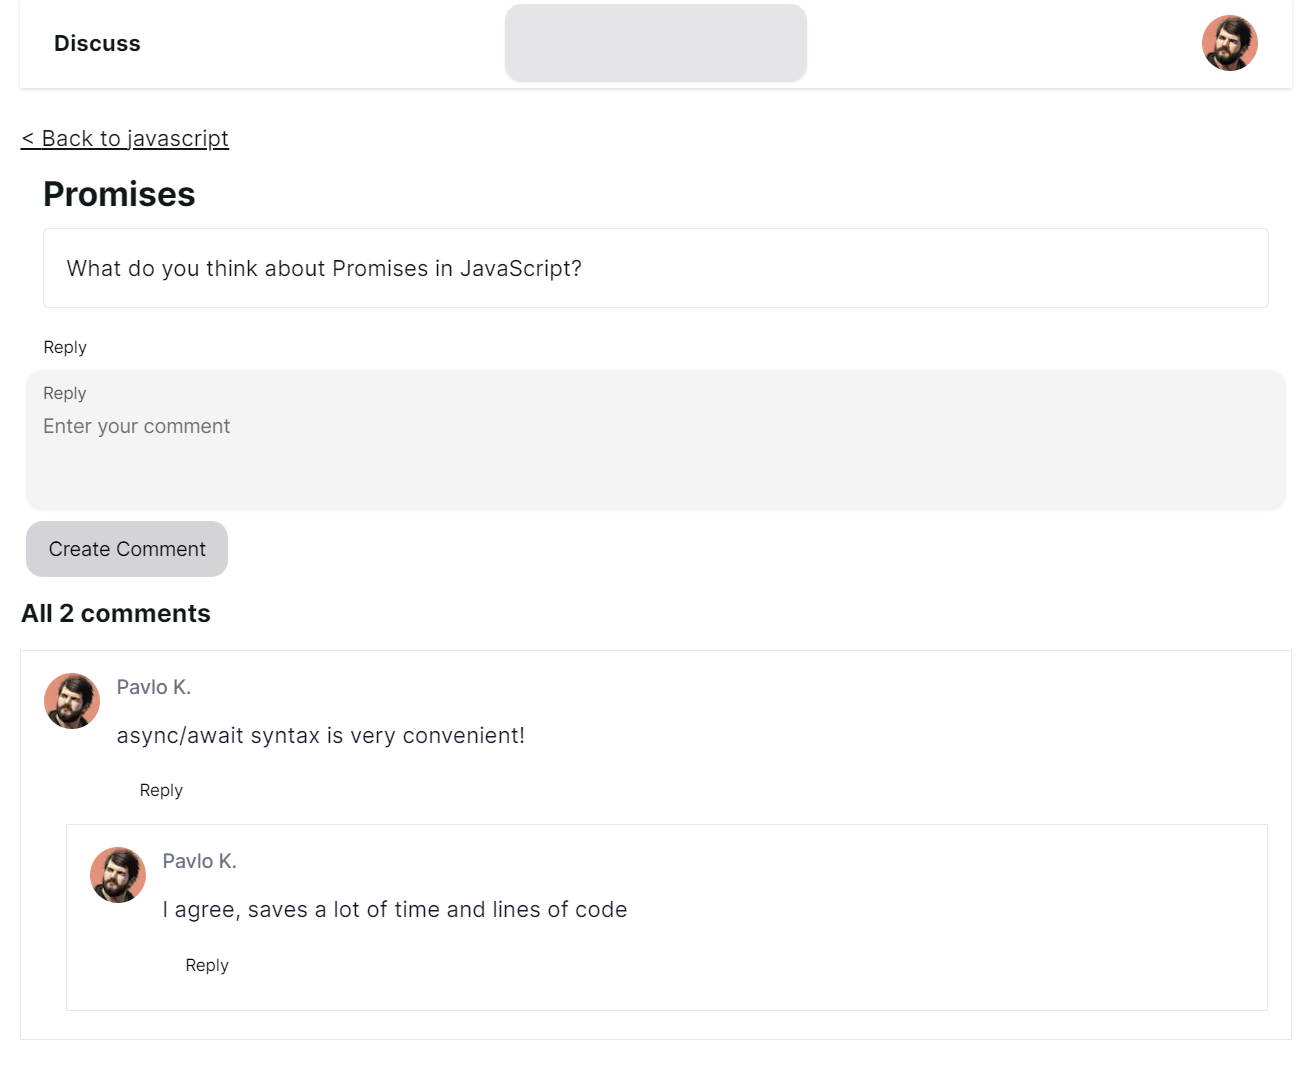 Discuss
< Back to javascript
Promises
What do you think about Promises in JavaScript?
Reply
Reply
Enter your comment
Create Comment
All 2 comments
Pavlo K.
async/await syntax is very convenient!
Reply
Pavlo K.
I agree, saves a lot of time and lines of code
Reply